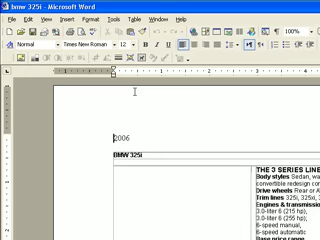 bmw 325i - Microsoft Word
File Edit View Insert Format Tools Table Window Help
Normal Times New Roman 12 B I U
100%
2006
BMW 325i
THE 3 SERIES LINE
Body styles Sedan, wa
convertible redesign con
Drive wheels Rear or A
Trim lines 325i, 325xi, 3
Engines & transmissio
3.0-liter 6 (215 hp),
3.0-liter 6 (255 hp);
6-speed manual,
6-speed automatic
Base price range